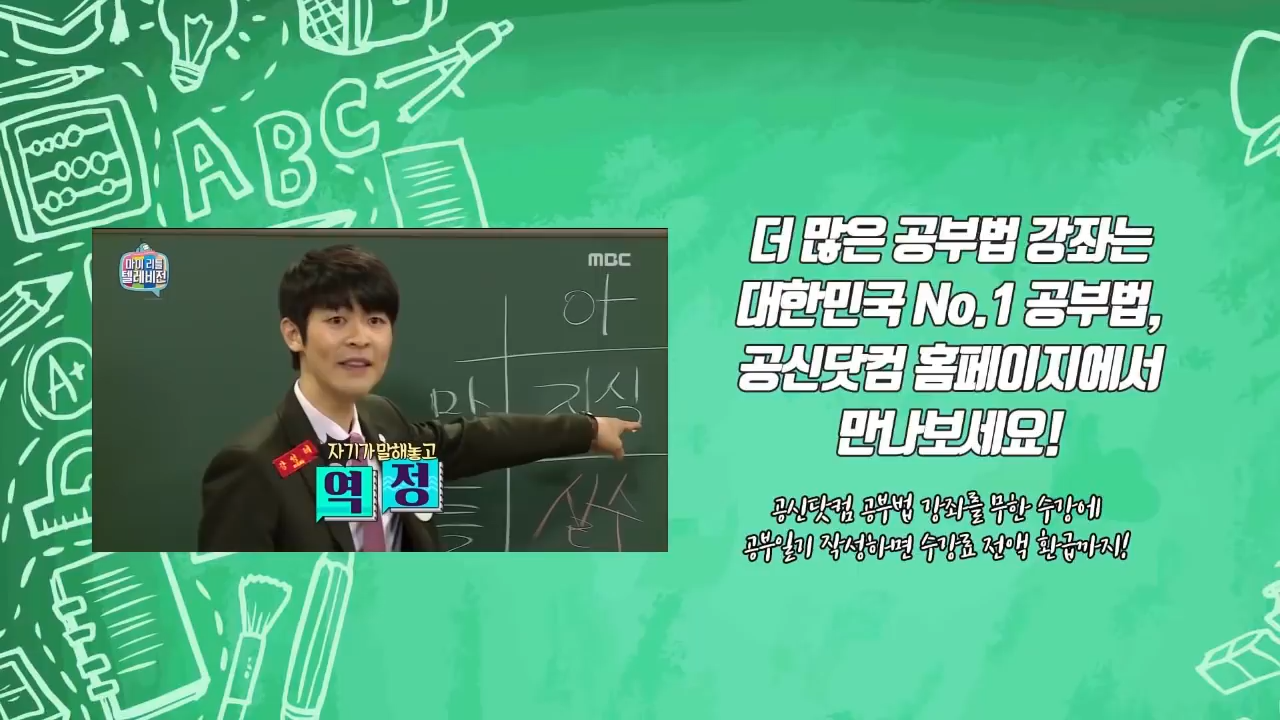 ABC
A+
마이 리틀
텔레비전
MBC
아
지식
실수
자기가 말해놓고
역정
더 많은 공부법 강좌는
대한민국 No.1 공부법,
공신닷컴 홈페이지에서
만나보세요!
공신닷컴 공부법 강좌를 무한 수강에
공부일기 작성하면 수강료 전액 환급까지!